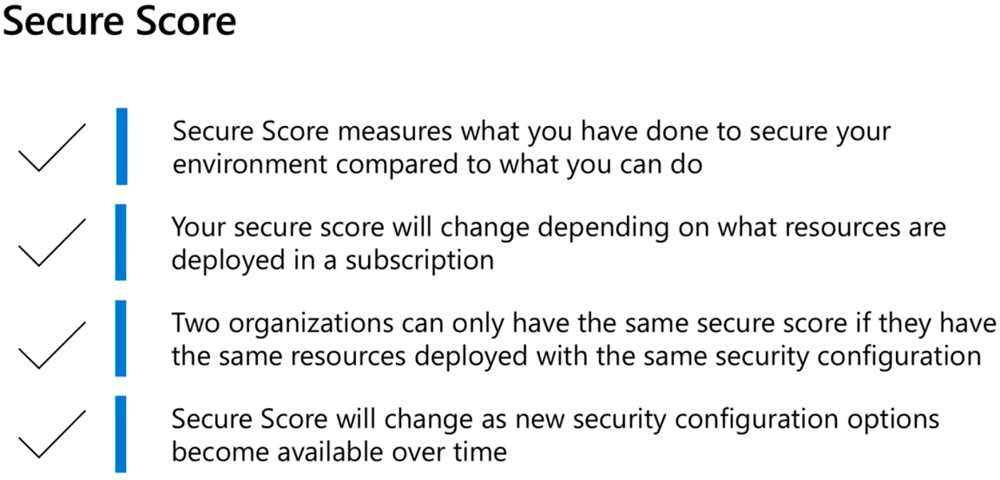 Secure Score
Secure Score measures what you have done to secure your
environment compared to what you can do
Your secure score will change depending on what resources are
deployed in a subscription
Two organizations can only have the same secure score if they have
the same resources deployed with the same security configuration
Secure Score will change as new security configuration options
become available over time